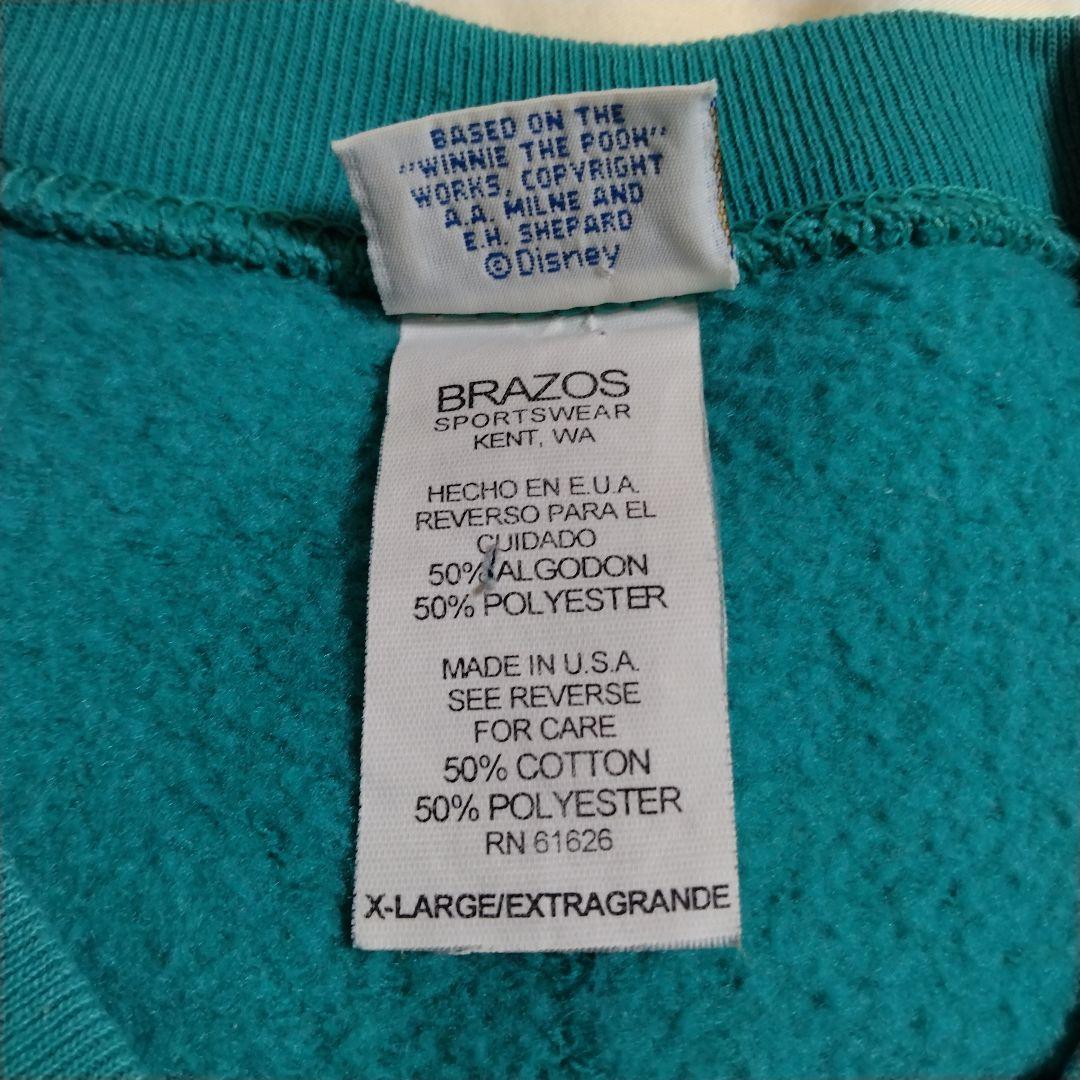 BASED ON THE
"WINNIE THE POOH"
WORKS, COPYRIGHT
A.A. MILNE AND
E.H. SHEPARD
©Disney
BRAZOS
SPORTSWEAR
KENT, WA
HECHO EN E.U.A.
REVERSO PARA EL
CUIDADO
50% ALGODON
50% POLYESTER
MADE IN U.S.A.
SEE REVERSE
FOR CARE
50% COTTON
50% POLYESTER
RN 61626
X-LARGE/EXTRAGRANDE